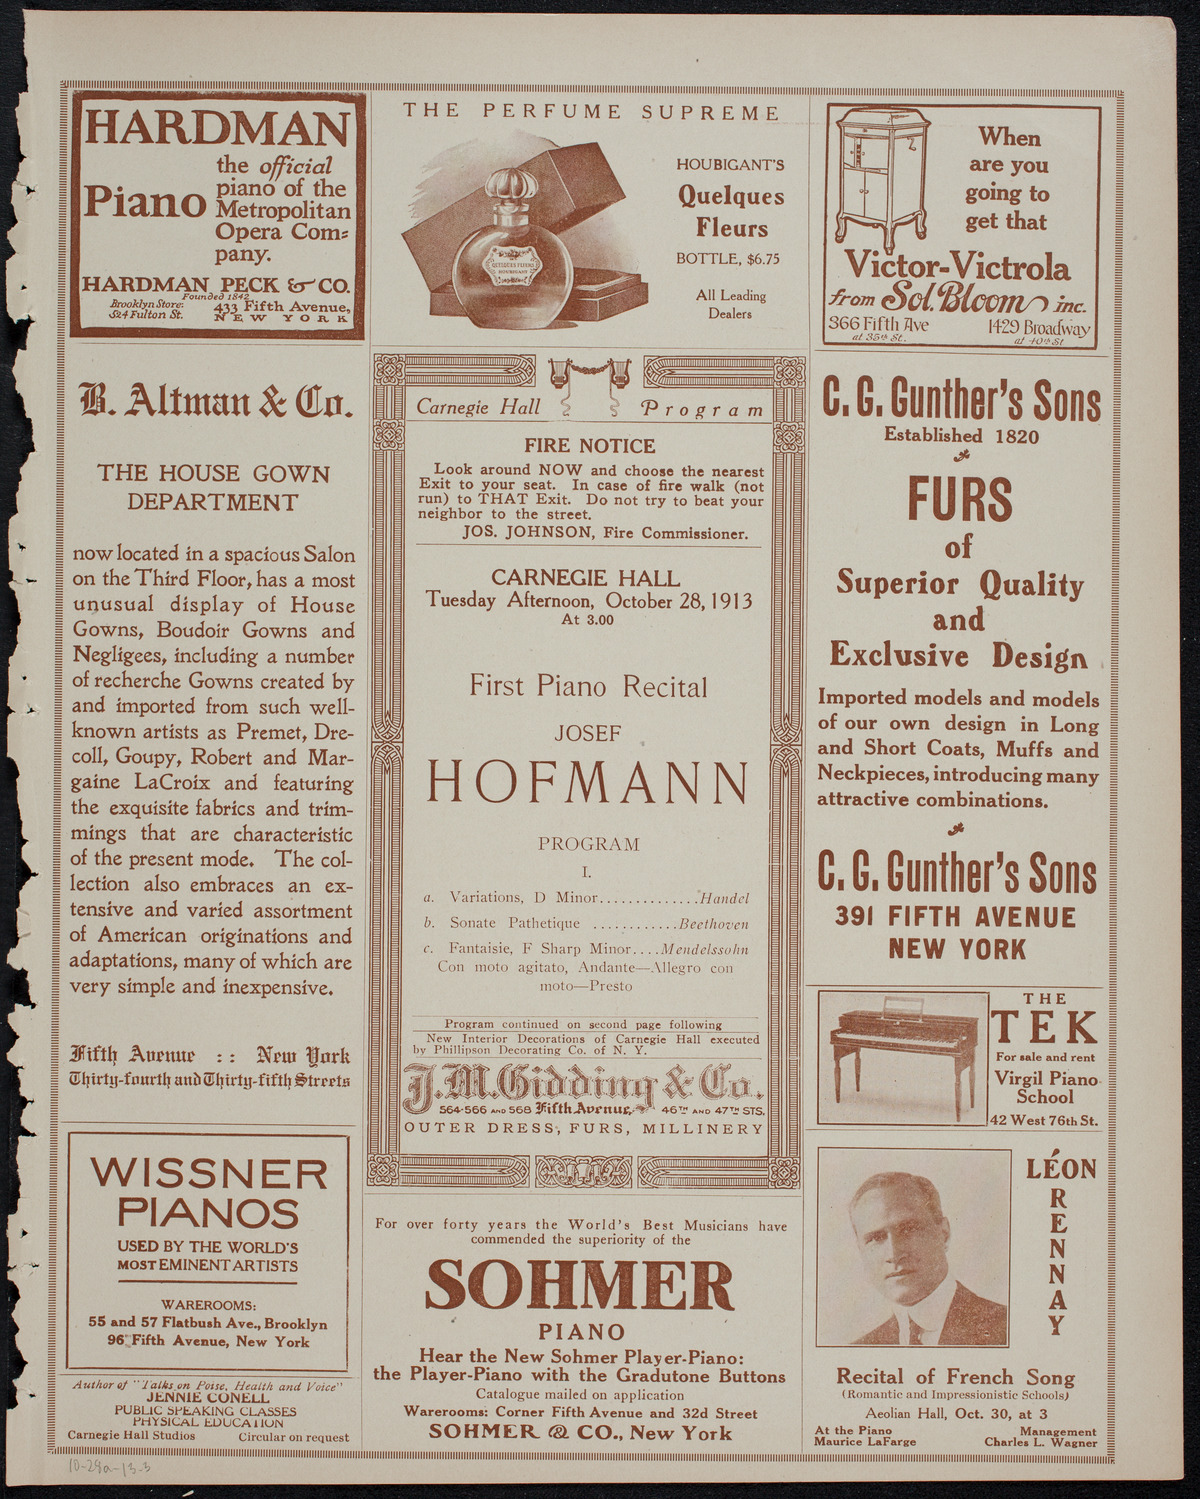 HARDMAN
Piano
the official
piano of the
Metropolitan
Opera Com=
pany.
HARDMAN, PECK & CO.
Founded 1842
Brooklyn Store:
524 Fulton St.
433 Fifth Avenue,
NEW YORK
B. Altman & Co.
THE HOUSE GOWN
DEPARTMENT
now located in a spacious Salon
on the Third Floor, has a most
unusual display of House
Gowns, Boudoir Gowns and
Negligees, including a number
of recherche Gowns created by
and imported from such well-
known artists as Premet, Dre-
coll, Goupy, Robert and Mar-
gaine LaCroix and featuring
the exquisite fabrics and trim-
mings that are characteristic
of the present mode. The col-
lection also embraces an ex-
tensive and varied assortment
of American originations and
adaptations, many of which are
very simple and inexpensive.
Fifth Avenue :: New York
Thirty-fourth and Thirty-fifth Streets
WISSNER
PIANOS
USED BY THE WORLD'S
MOST EMINENT ARTISTS
WAREROOMS:
55 and 57 Flatbush Ave., Brooklyn
96 Fifth Avenue, New York
Author of "Talks on Poise, Health and Voice"
JENNIE CONELL
PUBLIC SPEAKING CLASSES
PHYSICAL EDUCATION
Carnegie Hall Studios Circular on request
10-28a-13-3
THE PERFUME SUPREME
QUELQUES FLEURS
HOUBIGANT
HOUBIGANT'S
Quelques
Fleurs
BOTTLE, $6.75
All Leading
Dealers
Carnegie Hall Program
FIRE NOTICE
Look around NOW and choose the nearest
Exit to your seat. In case of fire walk (not
run) to THAT Exit. Do not try to beat your
neighbor to the street.
JOS. JOHNSON, Fire Commissioner.
CARNEGIE HALL
Tuesday Afternoon, October 28, 1913
At 3.00
First Piano Recital
JOSEF
HOFMANN
PROGRAM
I.
a. Variations, D Minor..............Handel
b. Sonate Pathetique ............Beethoven
c. Fantaisie, F Sharp Minor....Mendelssohn
Con moto agitato, Andante—Allegro con
moto—Presto
Program continued on second page following
New Interior Decorations of Carnegie Hall executed
by Phillipson Decorating Co. of N. Y.
J.M. Gidding & Co.
564-566 AND 568 Fifth Avenue, 46TH AND 47TH STS.
OUTER DRESS, FURS, MILLINERY
For over forty years the World's Best Musicians have
commended the superiority of the
SOHMER
PIANO
Hear the New Sohmer Player-Piano:
the Player-Piano with the Gradutone Buttons
Catalogue mailed on application
Warerooms: Corner Fifth Avenue and 32d Street
SOHMER & CO., New York
When
are you
going to
get that
Victor-Victrola
from Sol. Bloom inc.
366 Fifth Ave
at 35th St.
1429 Broadway
at 40th St
C. G. Gunther's Sons
Established 1820
FURS
of
Superior Quality
and
Exclusive Design
Imported models and models
of our own design in Long
and Short Coats, Muffs and
Neckpieces, introducing many
attractive combinations.
C. G. Gunther's Sons
391 FIFTH AVENUE
NEW YORK
THE
TEK
For sale and rent
Virgil Piano
School
42 West 76th St.
LÉON
RENNAY
Recital of French Song
(Romantic and Impressionistic Schools)
Aeolian Hall, Oct. 30, at 3
At the Piano
Maurice LaFarge
Management
Charles L. Wagner